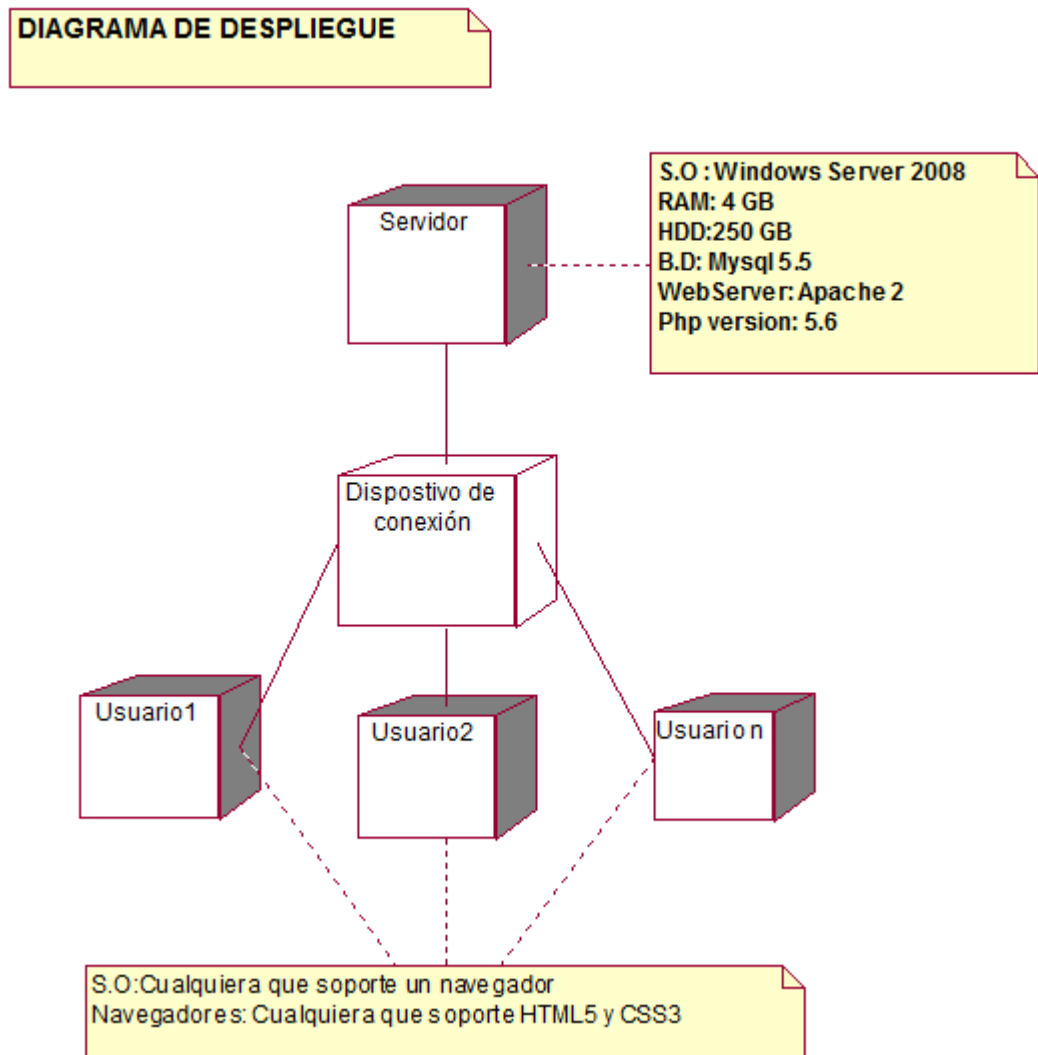 DIAGRAMA DE DESPLIEGUE
S.O : Windows Server 2008
RAM: 4 GB
HDD:250 GB
B.D: Mysql 5.5
WebServer: Apache 2
Php version: 5.6
Servidor
Dispostivo de
conexión
Usuario1
Usuario2
Usuario n
S.O:Cualquiera que soporte un navegador
Navegadores: Cualquiera que soporte HTML5 y CSS3